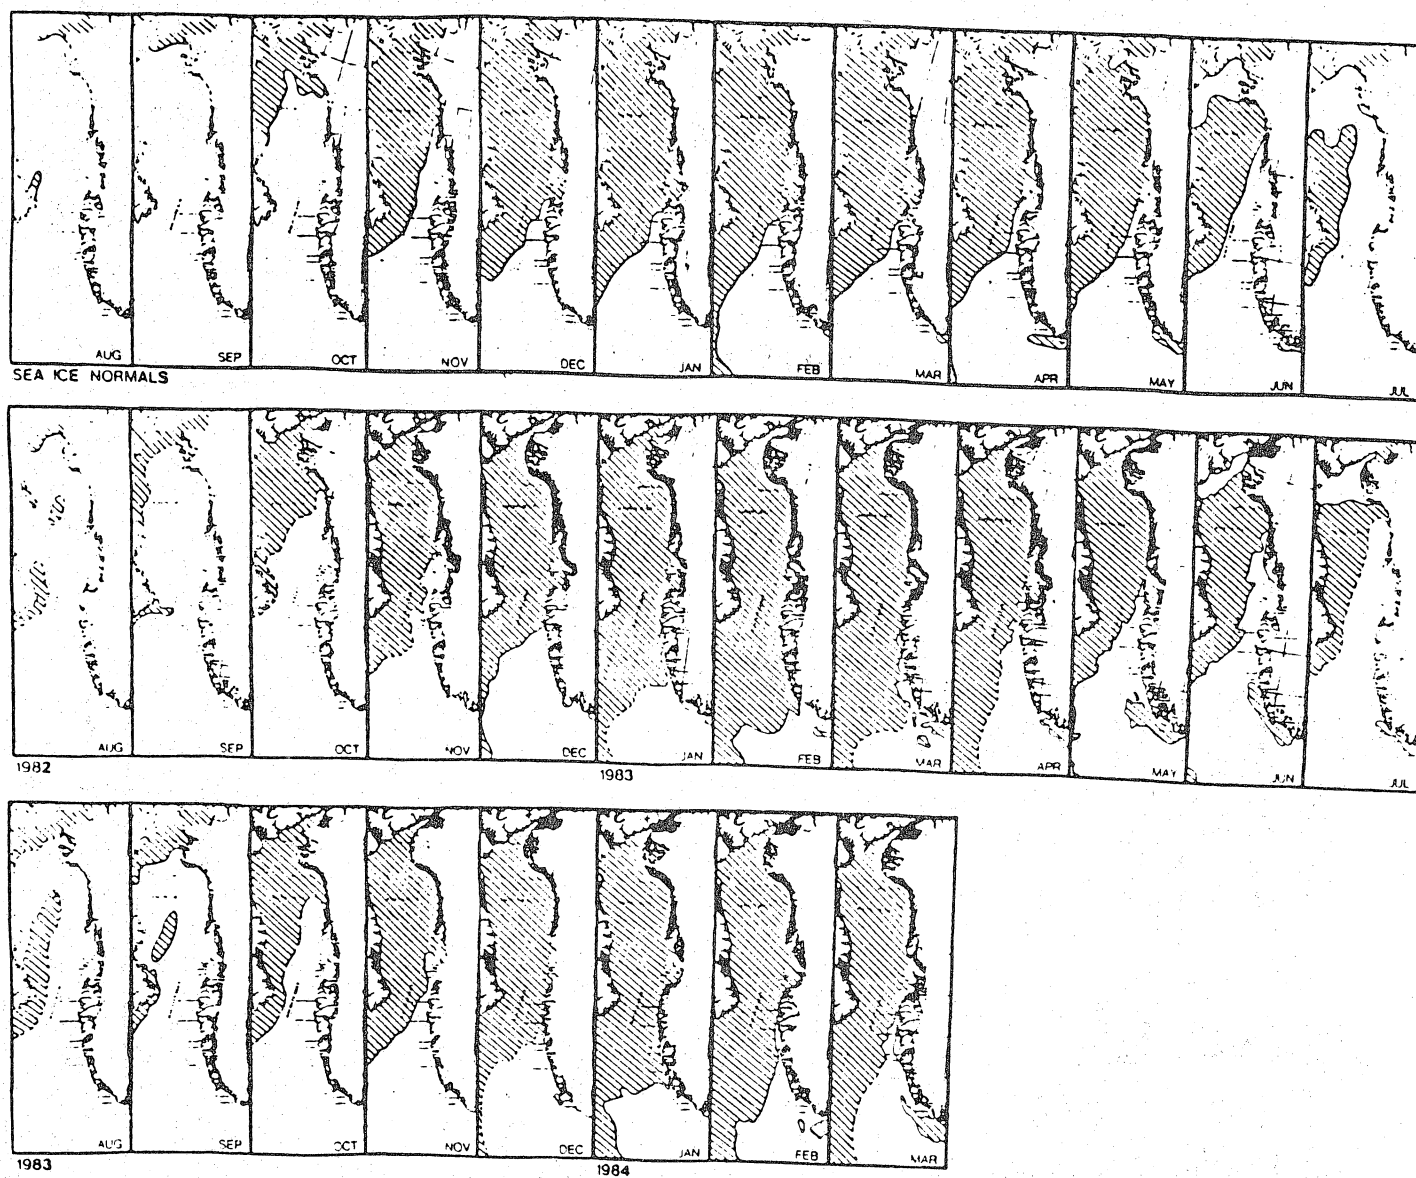 AUG SEP OCT NOV DEC JAN FEB MAR APR MAY JUN JUL
SEA ICE NORMALS
AUG SEP OCT NOV DEC JAN FEB MAR APR MAY JUN JUL
1982 1983
AUG SEP OCT NOV DEC JAN FEB MAR
1983 1984